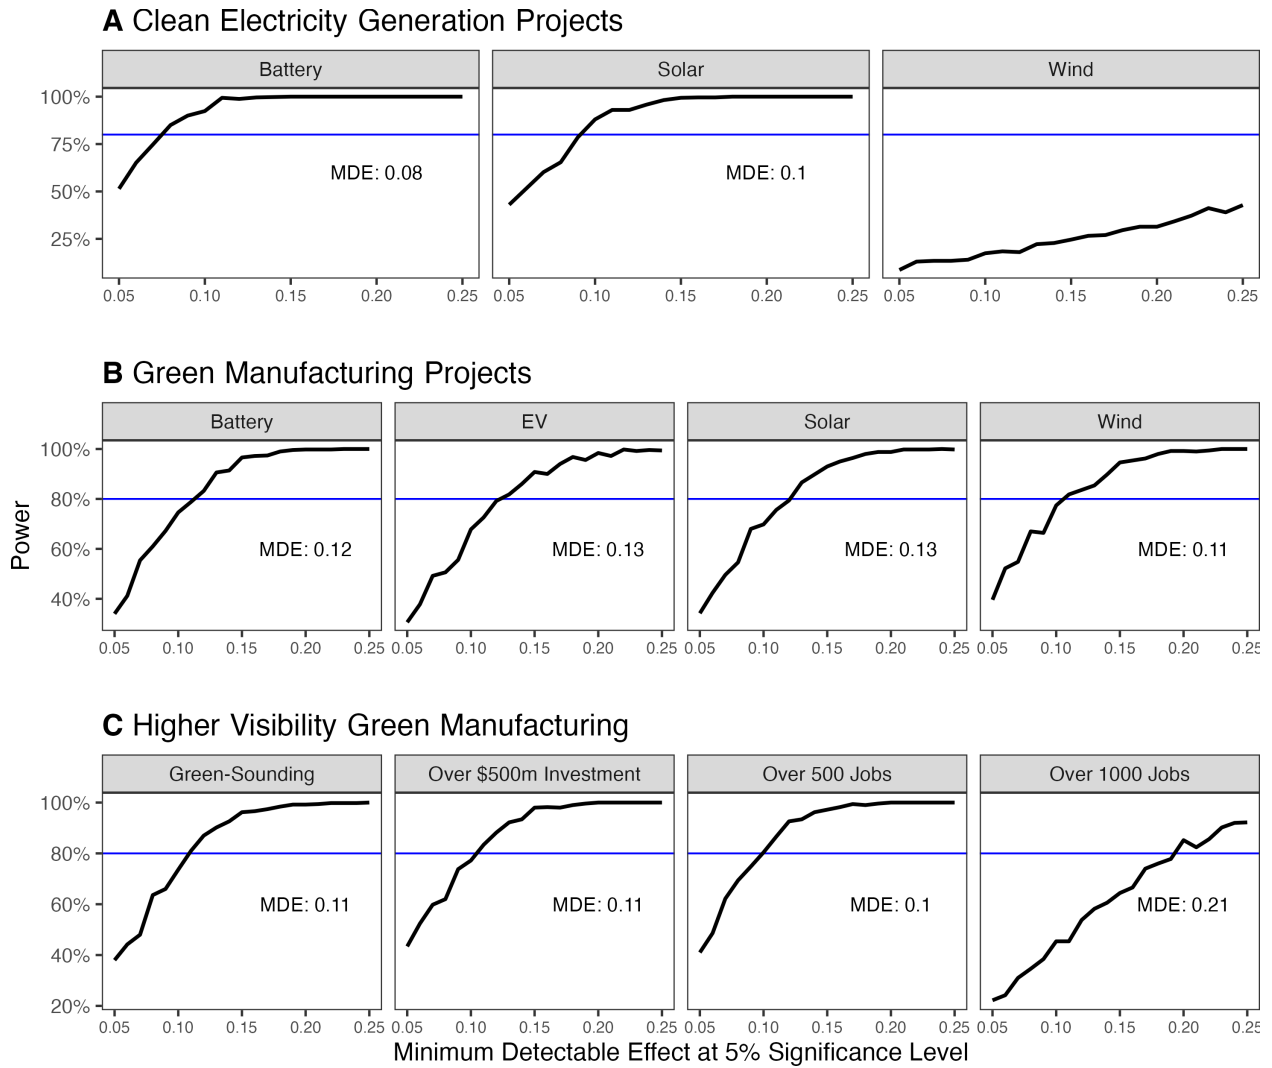 A Clean Electricity Generation Projects
Battery Solar Wind
100%
75%
50%
25%
MDE: 0.08 MDE: 0.1
0.05 0.10 0.15 0.20 0.25 0.05 0.10 0.15 0.20 0.25 0.05 0.10 0.15 0.20 0.25
B Green Manufacturing Projects
Battery EV Solar Wind
100%
80%
60%
40%
MDE: 0.12 MDE: 0.13 MDE: 0.13 MDE: 0.11
0.05 0.10 0.15 0.20 0.25 0.05 0.10 0.15 0.20 0.25 0.05 0.10 0.15 0.20 0.25 0.05 0.10 0.15 0.20 0.25
Power
C Higher Visibility Green Manufacturing
Green-Sounding Over $500m Investment Over 500 Jobs Over 1000 Jobs
100%
80%
60%
40%
20%
MDE: 0.11 MDE: 0.11 MDE: 0.1 MDE: 0.21
0.05 0.10 0.15 0.20 0.25 0.05 0.10 0.15 0.20 0.25 0.05 0.10 0.15 0.20 0.25 0.05 0.10 0.15 0.20 0.25
Minimum Detectable Effect at 5% Significance Level